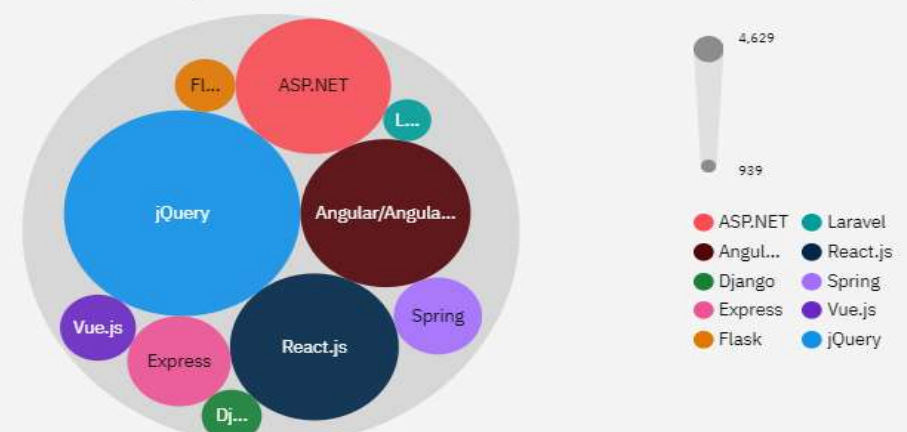 4,629
ASP.NET
Fl...
L...
939
jQuery
Angular/Angula...
ASP.NET
Laravel
Angul...
React.js
Django
Spring
Express
Vue.js
Flask
jQuery
Spring
Vue.js
React.js
Express
Dj...